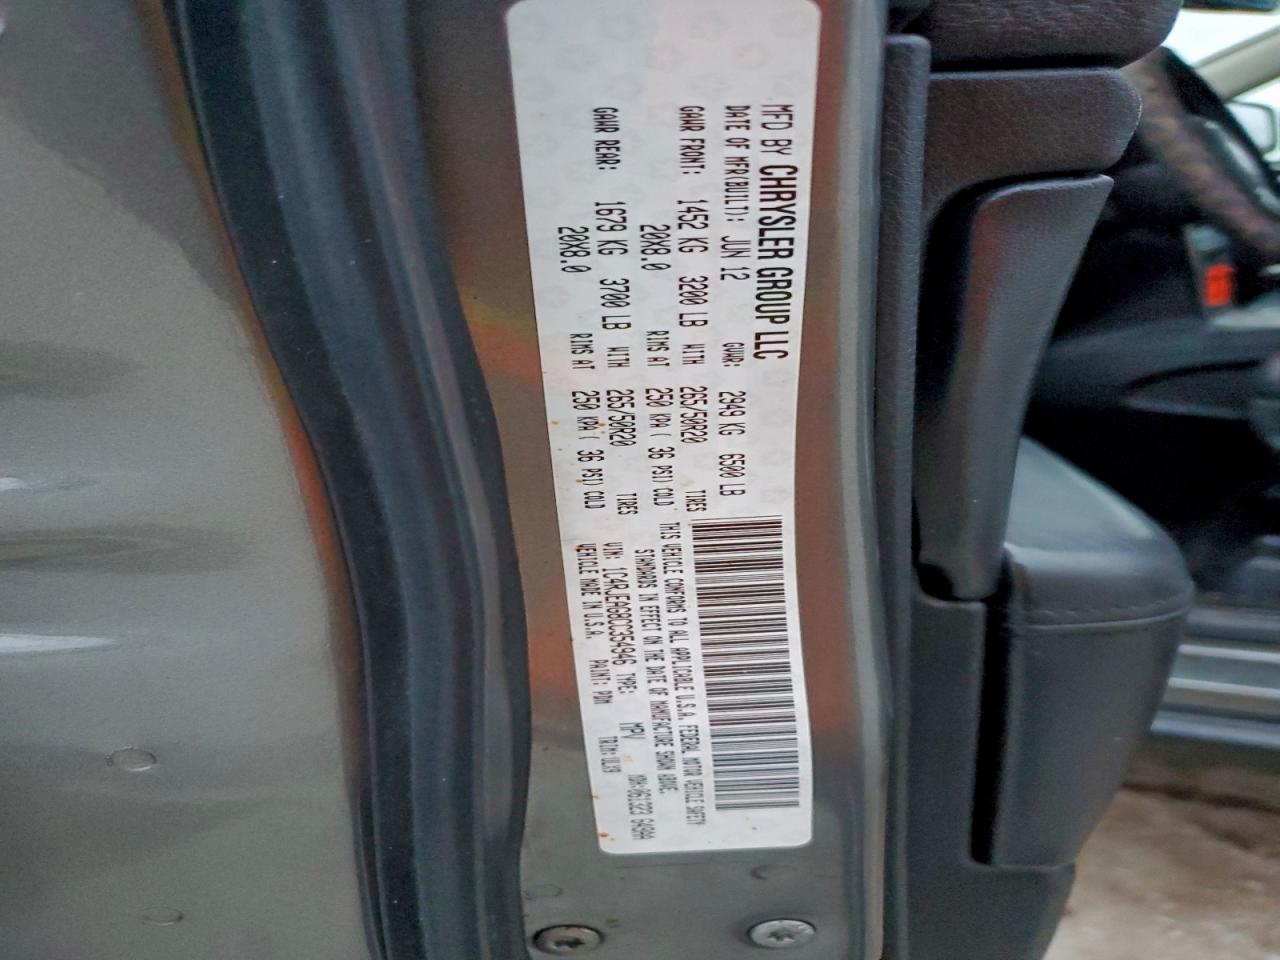 MFD BY CHRYSLER GROUP LLC
DATE OF MFR(BUILT): JUN 12 GVWR: 2949 KG 6500 LB
GAWR FRONT: 1452 KG 3200 LB WITH 265/50R20 TIRES
20X8.0 RIMS AT 250 KPA ( 36 PSI) COLD
GAWR REAR: 1679 KG 3700 LB WITH 265/50R20 TIRES
20X8.0 RIMS AT 250 KPA ( 36 PSI) COLD
THIS VEHICLE CONFORMS TO ALL APPLICABLE U.S.A. FEDERAL MOTOR VEHICLE SAFETY
STANDARDS IN EFFECT ON THE DATE OF MANUFACTURE SHOWN ABOVE.
VIN: 1C4RJEAG8CC354946 TYPE: MPV
VEHICLE MADE IN U.S.A. PAINT: PDM TRIM: